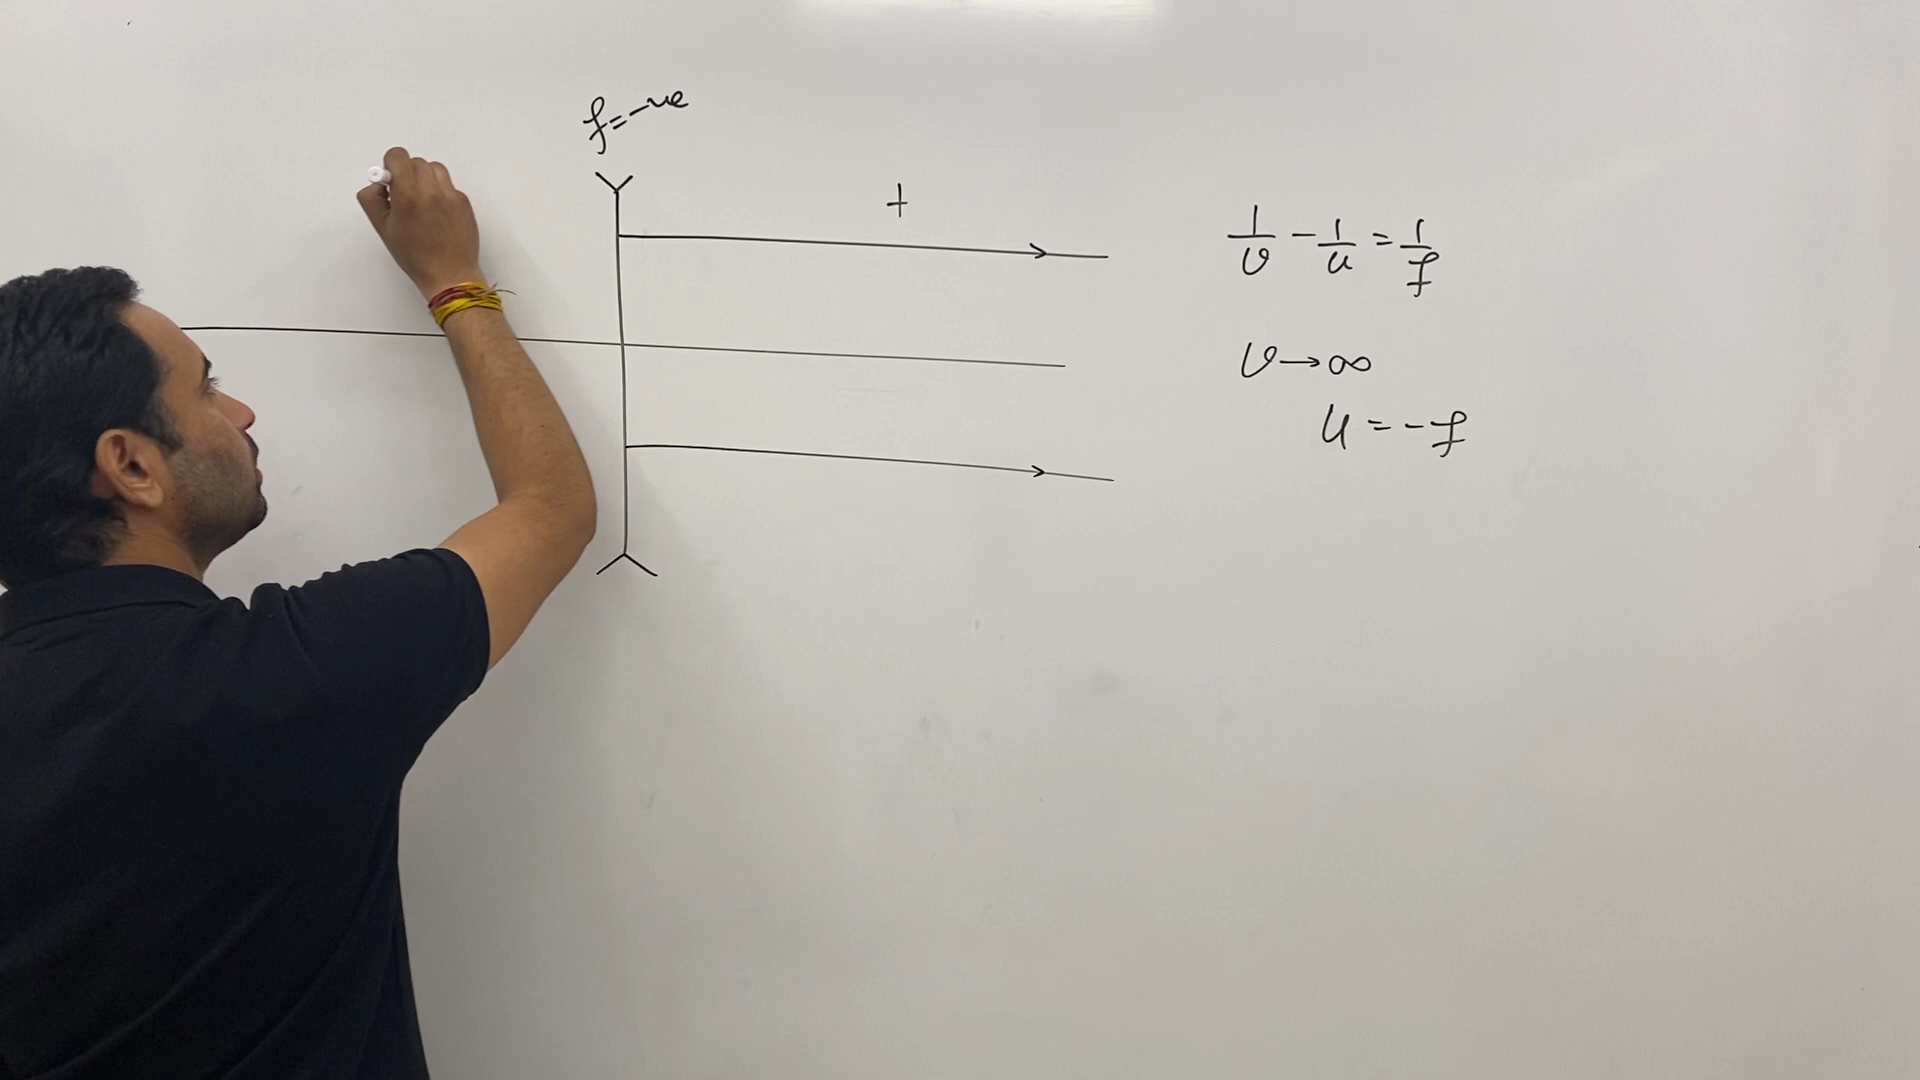 f=-ve
+
1/v - 1/u = 1/f
v→∞
u = -f